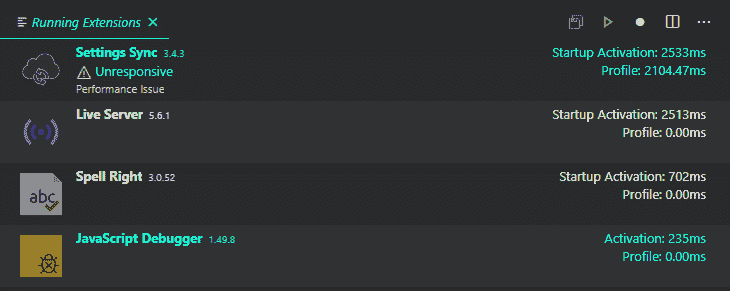 Running Extensions
Settings Sync 3.4.3
Startup Activation: 2533ms
Unresponsive
Profile: 2104.47ms
Performance Issue
Live Server 5.6.1
Startup Activation: 2513ms
Profile: 0.00ms
abc
Spell Right 3.0.52
Startup Activation: 702ms
Profile: 0.00ms
JavaScript Debugger 1.49.8
Activation: 235ms
Profile: 0.00ms